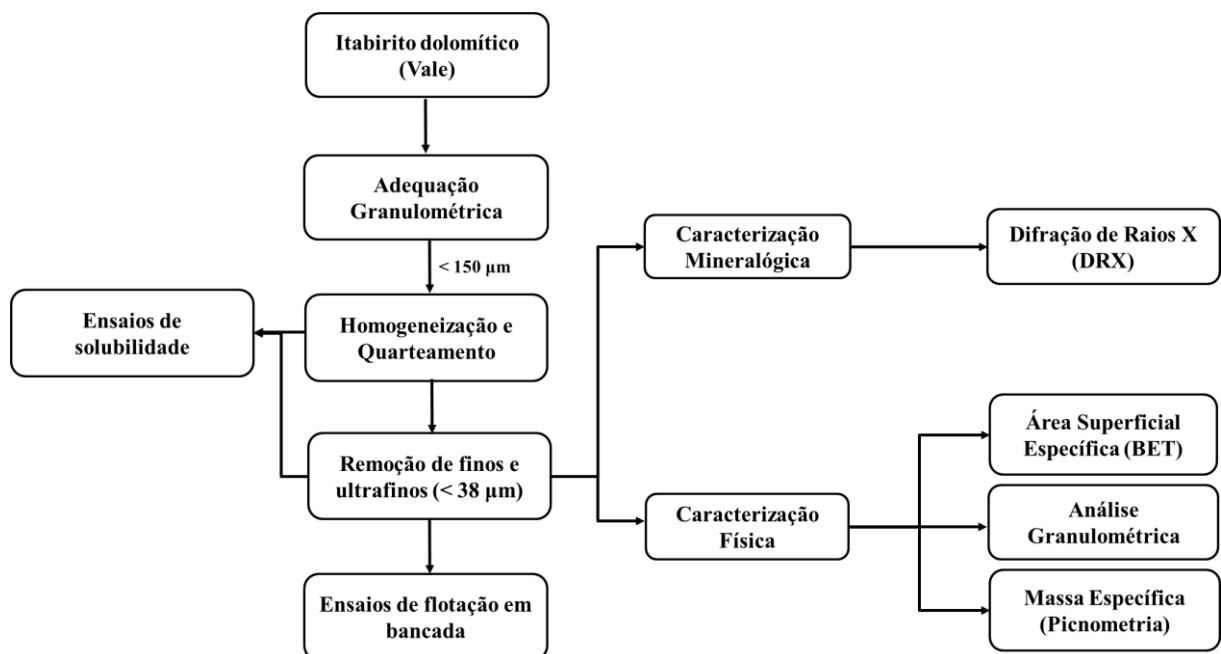 Itabirito dolomítico
(Vale)
Adequação
Granulométrica
< 150 µm
Homogeneização e
Quarteamento
Ensaios de
solubilidade
Remoção de finos e
ultrafinos (< 38 µm)
Ensaios de flotação em
bancada
Caracterização
Mineralógica
Difração de Raios X
(DRX)
Caracterização
Física
Área Superficial
Específica (BET)
Análise
Granulométrica
Massa Específica
(Picnometria)